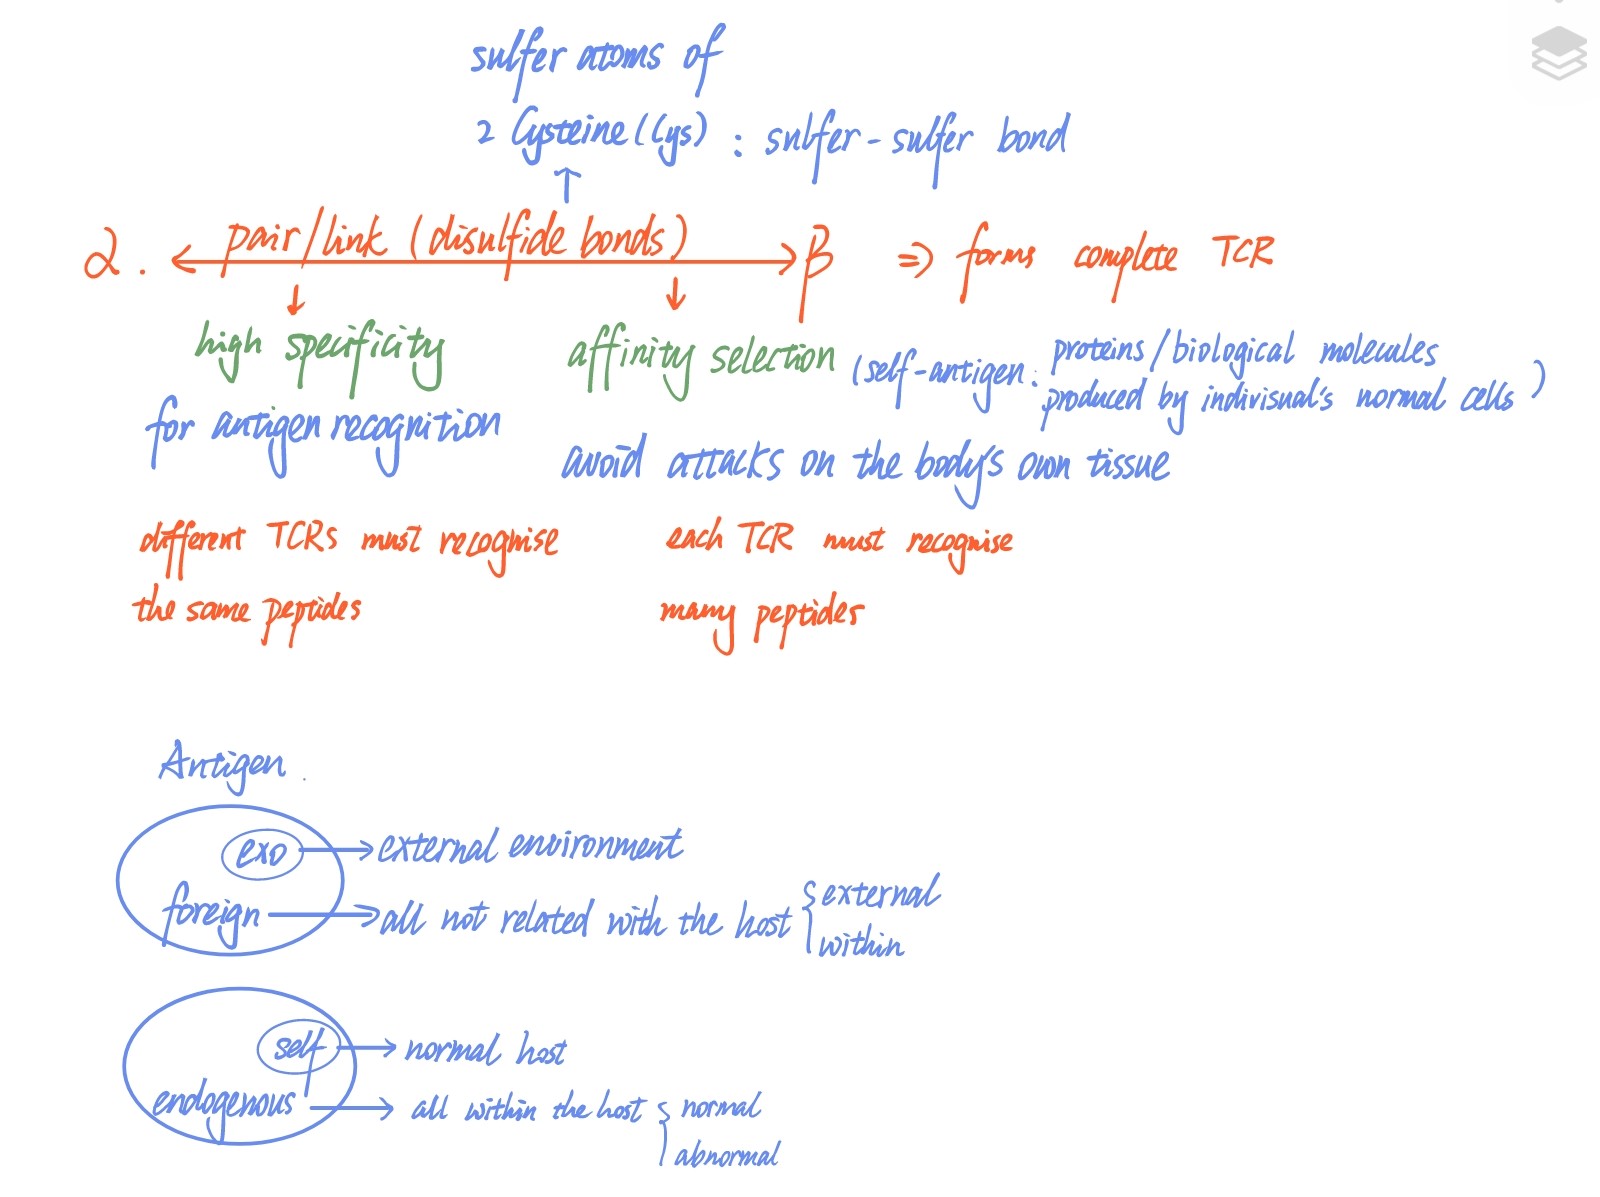 sulfer atoms of
2 Cysteine (Cys) : sulfer-sulfer bond
↑
α. ← pair/link (disulfide bonds) → β ⇒ forms complete TCR
↓ ↓
high specificity
for antigen recognition
affinity selection (self-antigen: proteins/biological molecules
produced by indivisual's normal cells)
avoid attacks on the body's own tissue
different TCRs must recognise
the same peptides
each TCR must recognise
many peptides
Antigen.
exo → external environment
foreign → all not related with the host { external
within
self → normal host
endogenous → all within the host { normal
abnormal